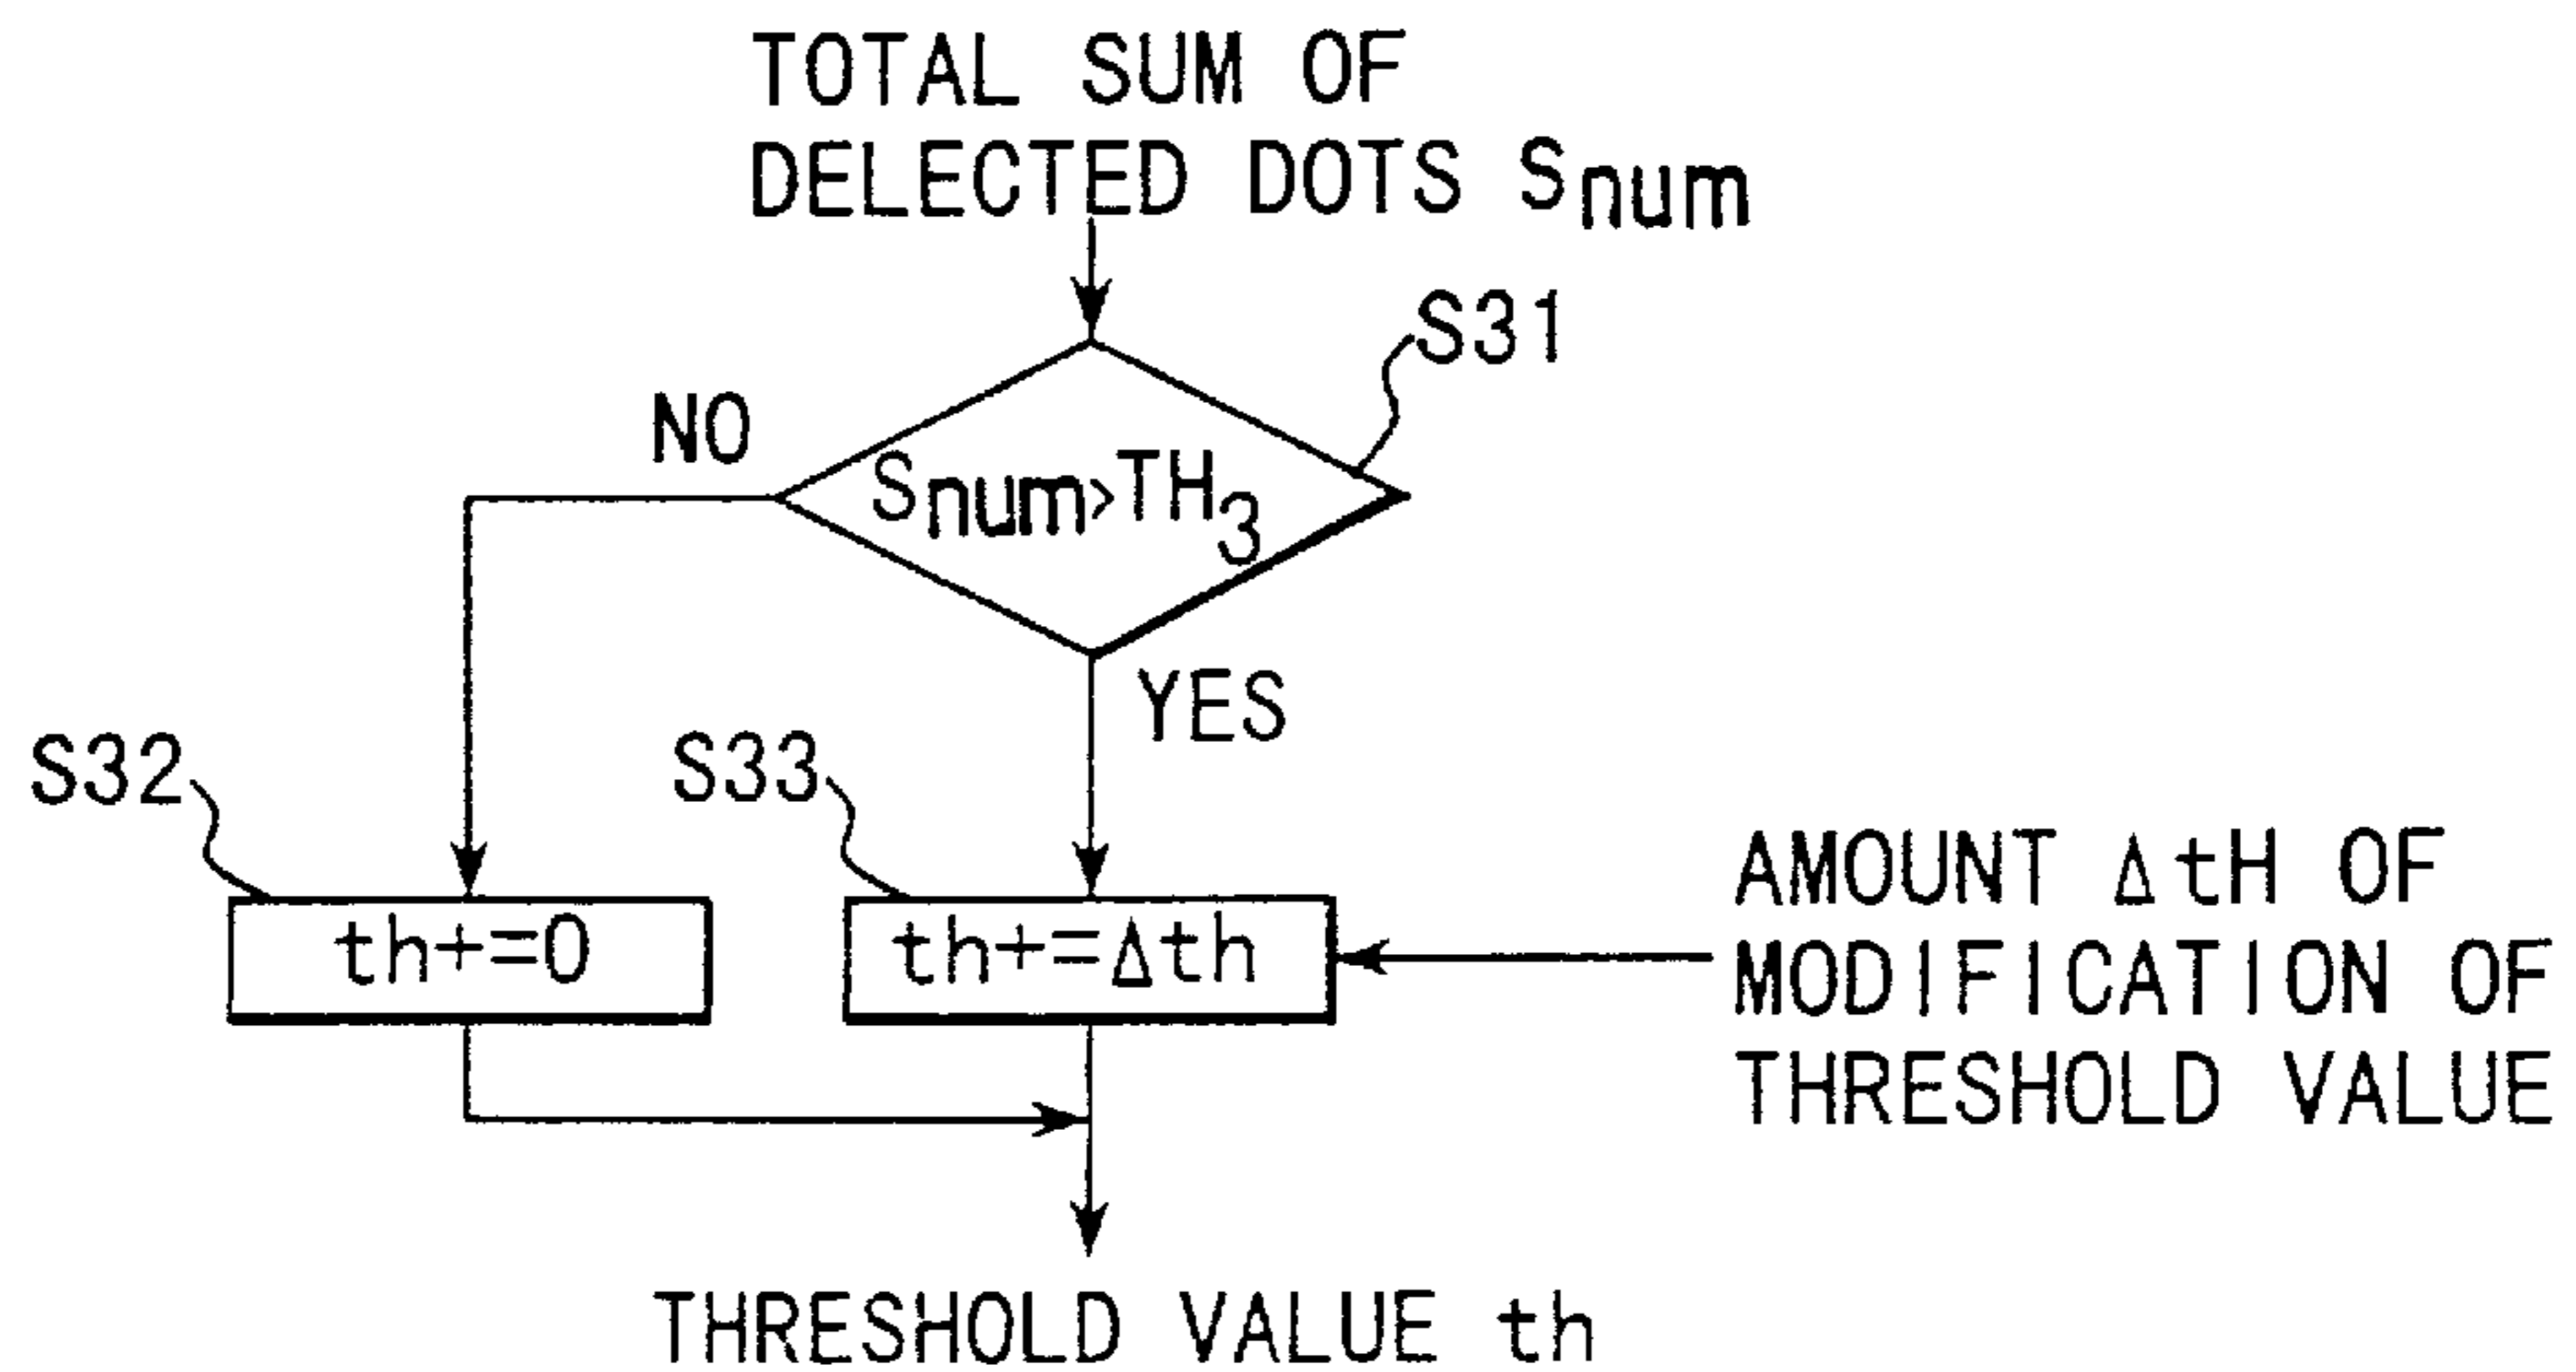 TOTAL SUM OF
DELECTED DOTS Snum
S31
NO
Snum>TH3
YES
S32
S33
th+=0
th+=Δth
AMOUNT ΔtH OF
MODIFICATION OF
THRESHOLD VALUE
THRESHOLD VALUE th